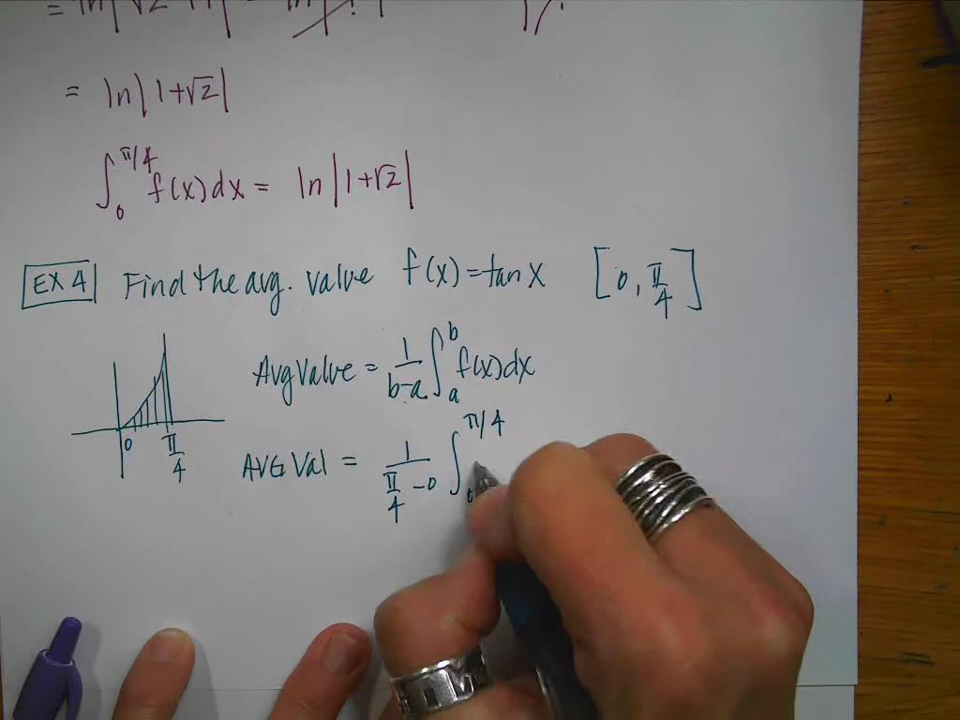 = ln|1+√2|
∫₀^π/4 f(x)dx = ln|1+√2|
EX 4 Find the avg. value f(x)=tan x [0, π/4]
Avg Value = 1/(b-a) ∫ₐᵇ f(x)dx
0 π/4
AVG Val = 1/(π/4 - 0) ∫₀^π/4